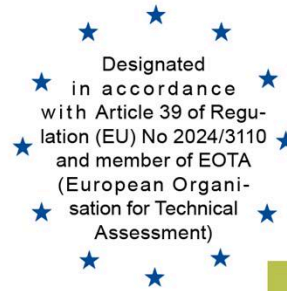 Designated
in accordance
with Article 39 of Regu-
lation (EU) No 2024/3110
and member of EOTA
(European Organi-
sation for Technical
Assessment)